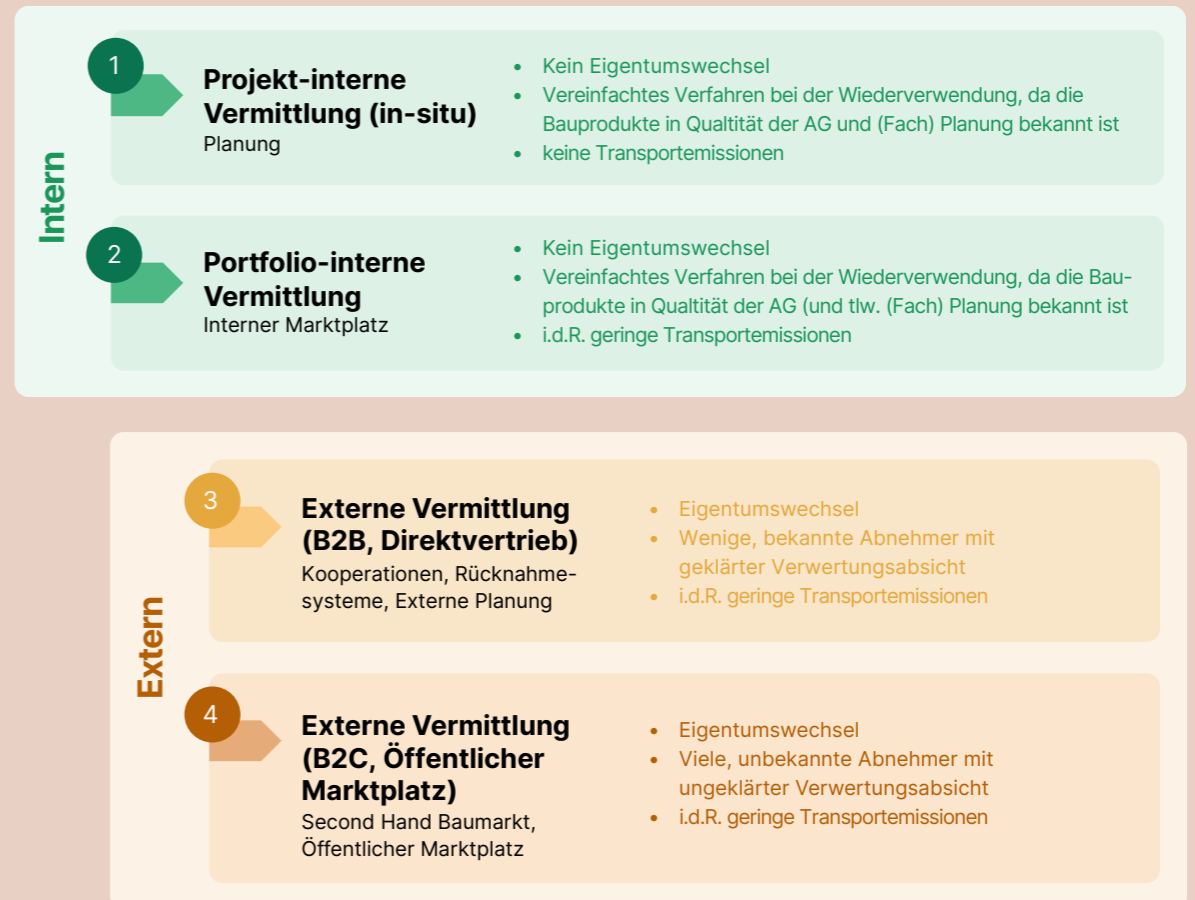 Intern
1
Projekt-interne
Vermittlung (in-situ)
Planung
• Kein Eigentumswechsel
• Vereinfachtes Verfahren bei der Wiederverwendung, da die
Bauprodukte in Qualtität der AG und (Fach) Planung bekannt ist
• keine Transportemissionen
2
Portfolio-interne
Vermittlung
Interner Marktplatz
• Kein Eigentumswechsel
• Vereinfachtes Verfahren bei der Wiederverwendung, da die Bau-
produkte in Qualtität der AG (und tlw. (Fach) Planung bekannt ist
• i.d.R. geringe Transportemissionen
Extern
3
Externe Vermittlung
(B2B, Direktvertrieb)
Kooperationen, Rücknahme-
systeme, Externe Planung
• Eigentumswechsel
• Wenige, bekannte Abnehmer mit
geklärter Verwertungsabsicht
• i.d.R. geringe Transportemissionen
4
Externe Vermittlung
(B2C, Öffentlicher
Marktplatz)
Second Hand Baumarkt,
Öffentlicher Marktplatz
• Eigentumswechsel
• Viele, unbekannte Abnehmer mit
ungeklärter Verwertungsabsicht
• i.d.R. geringe Transportemissionen